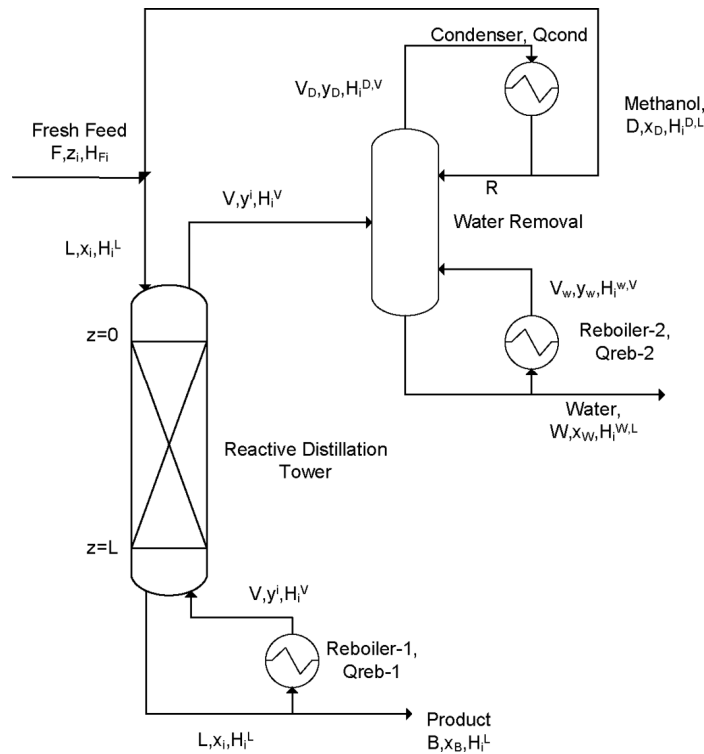 Condenser, Qcond
V_D,y_D,H_i^{D,V}
Methanol,
D,x_D,H_i^{D,L}
Fresh Feed
F,z_i,H_{Fi}
R
V,y^i,H_i^V
Water Removal
L,x_i,H_i^L
V_w,y_w,H_i^{w,V}
z=0
Reboiler-2,
Qreb-2
Water,
W,x_W,H_i^{W,L}
Reactive Distillation
Tower
z=L
V,y^i,H_i^V
Reboiler-1,
Qreb-1
L,x_i,H_i^L
Product
B,x_B,H_i^L